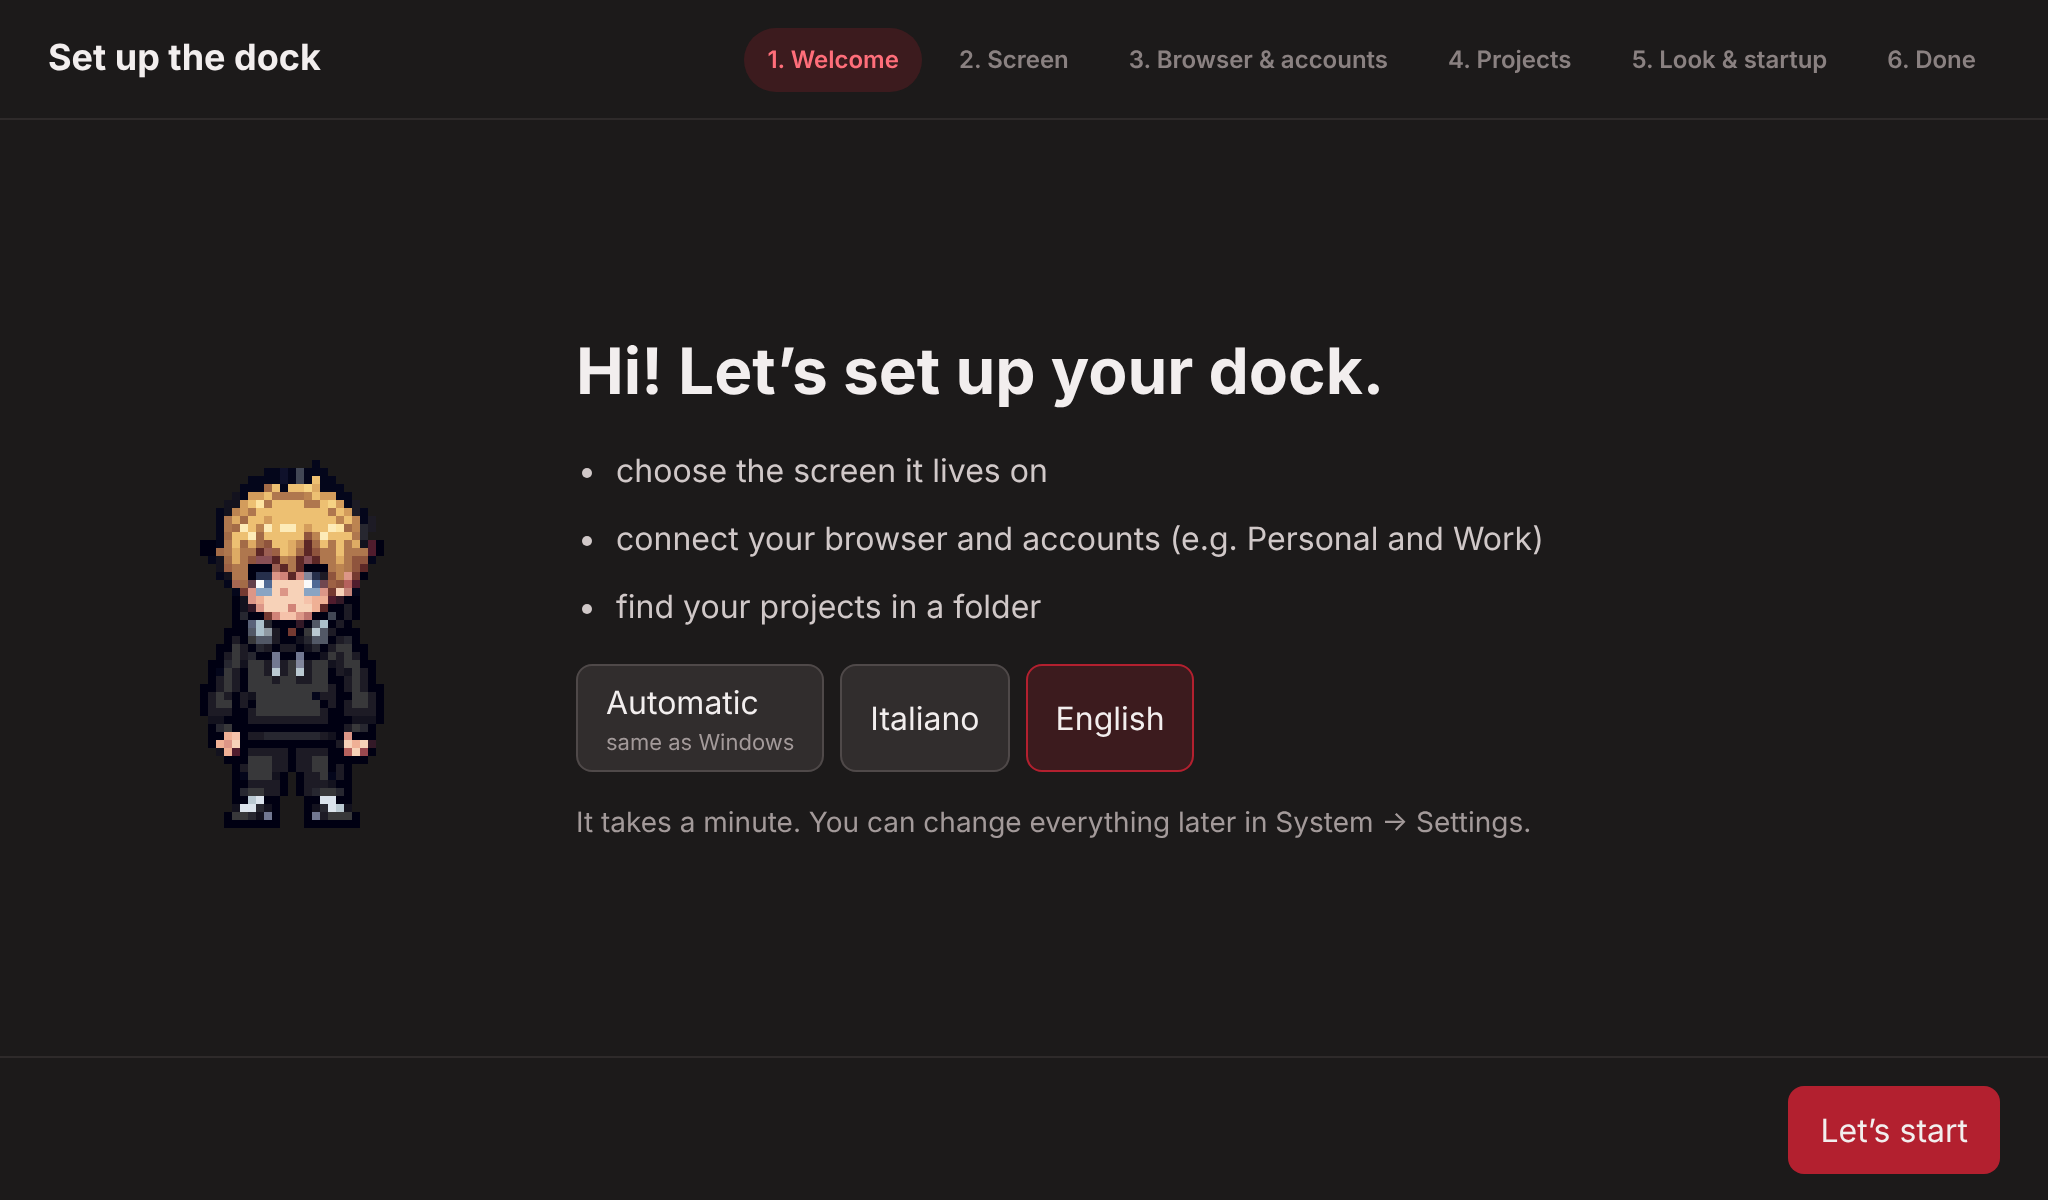 Set up the dock
1. Welcome
2. Screen
3. Browser & accounts
4. Projects
5. Look & startup
6. Done
Hi! Let’s set up your dock.
• choose the screen it lives on
• connect your browser and accounts (e.g. Personal and Work)
• find your projects in a folder
Automatic
same as Windows
Italiano
English
It takes a minute. You can change everything later in System → Settings.
Let’s start